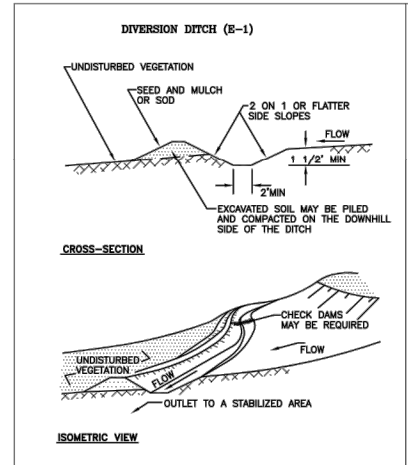 DIVERSION DITCH (E-1)
UNDISTURBED VEGETATION
SEED AND MULCH
OR SOD
2 ON 1 OR FLATTER
SIDE SLOPES
FLOW
1 1/2' MIN
2'MIN
EXCAVATED SOIL MAY BE PILED
AND COMPACTED ON THE DOWNHILL
SIDE OF THE DITCH
CROSS-SECTION
CHECK DAMS
MAY BE REQUIRED
FLOW
UNDISTURBED
VEGETATION
FLOW
OUTLET TO A STABILIZED AREA
ISOMETRIC VIEW